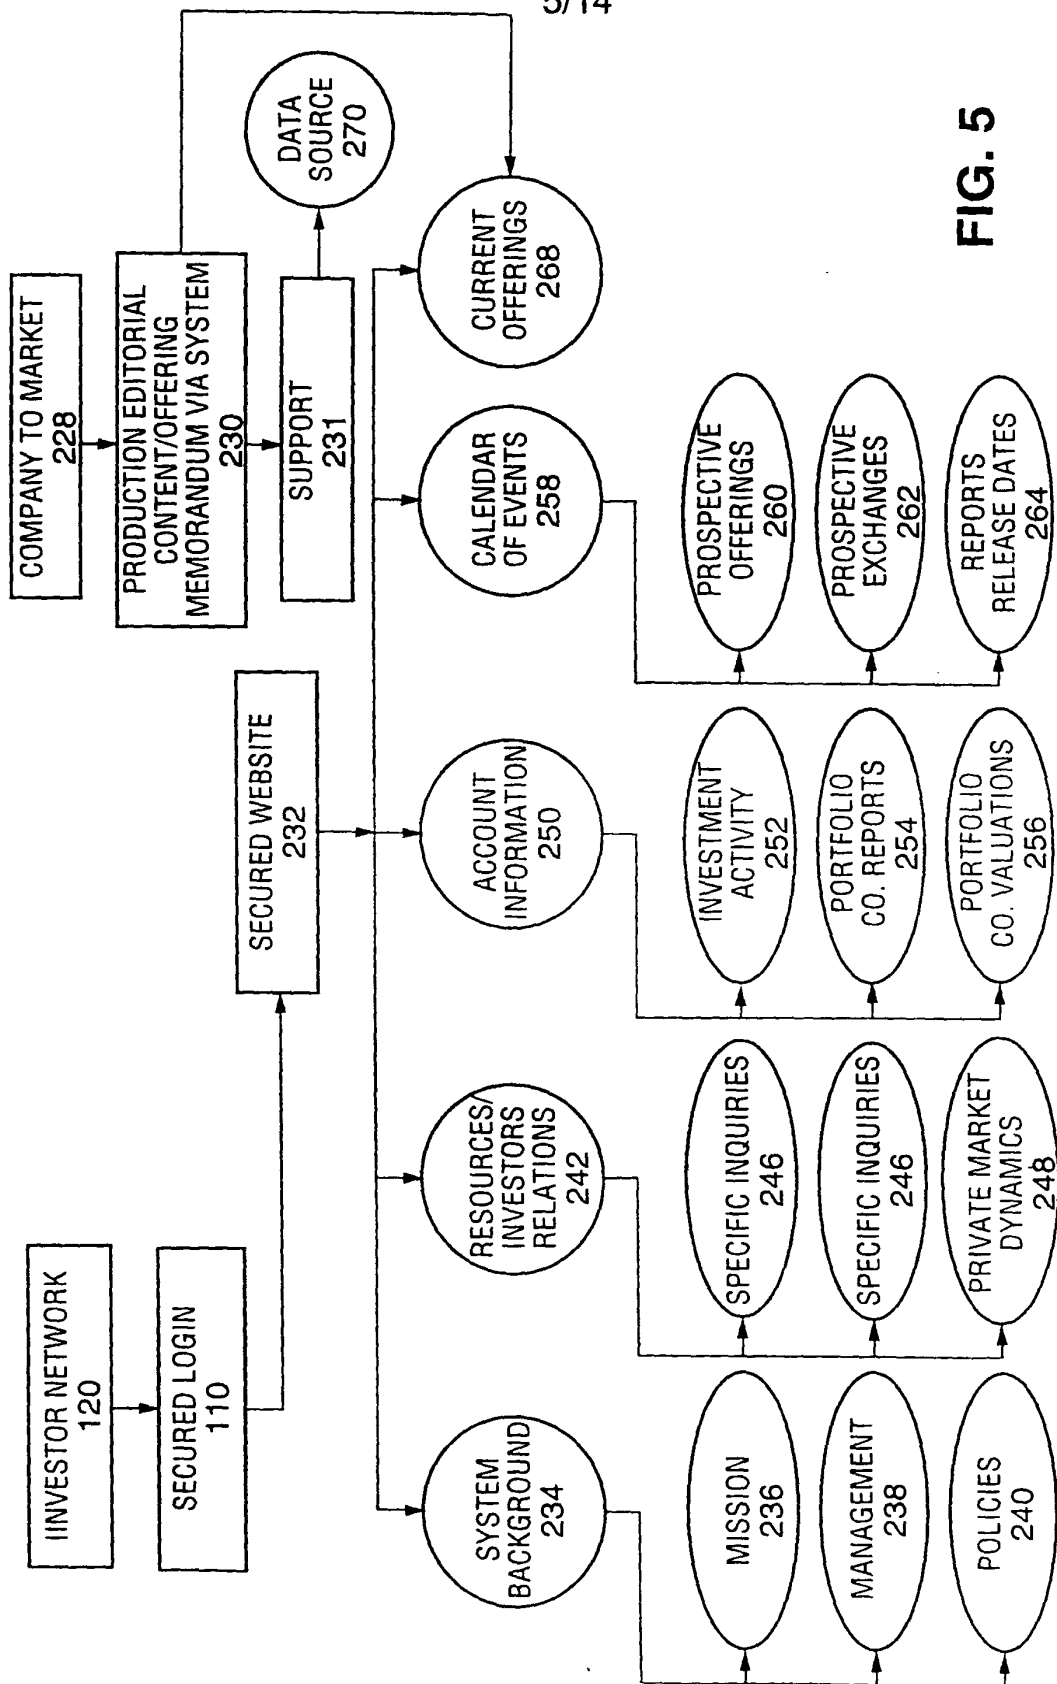 5/14
INVESTOR NETWORK
120
SECURED LOGIN
110
SECURED WEBSITE
232
COMPANY TO MARKET
228
PRODUCTION EDITORIAL
CONTENT/OFFERING
MEMORANDUM VIA SYSTEM
230
SUPPORT
231
DATA
SOURCE
270
SYSTEM
BACKGROUND
234
RESOURCES/
INVESTORS
RELATIONS
242
ACCOUNT
INFORMATION
250
CALENDAR
OF EVENTS
258
CURRENT
OFFERINGS
268
MISSION
236
MANAGEMENT
238
POLICIES
240
SPECIFIC INQUIRIES
246
SPECIFIC INQUIRIES
246
PRIVATE MARKET
DYNAMICS
248
INVESTMENT
ACTIVITY
252
PORTFOLIO
CO. REPORTS
254
PORTFOLIO
CO. VALUATIONS
256
PROSPECTIVE
OFFERINGS
260
PROSPECTIVE
EXCHANGES
262
REPORTS
RELEASE DATES
264
FIG. 5